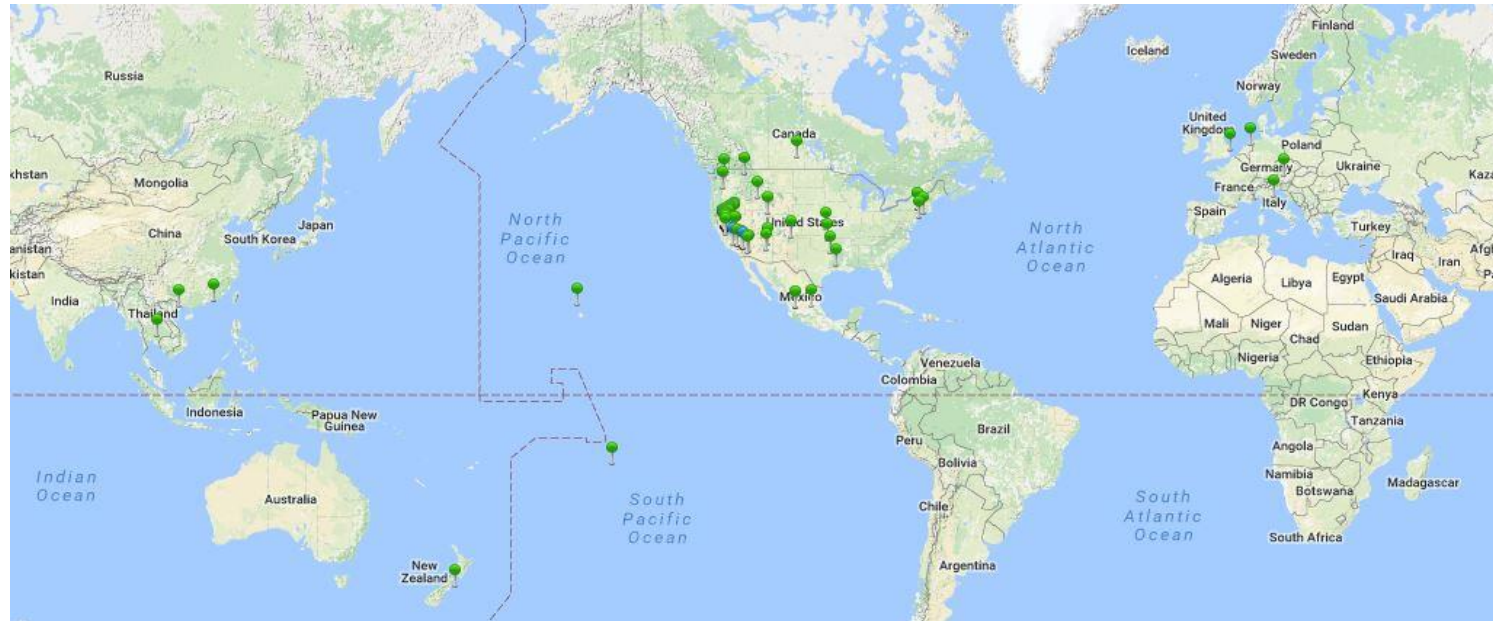 Finland
Iceland
Sweden
Russia
Norway
United
Kingdom
Canada
Poland
Germany
Ukraine
khstan
Mongolia
France
Kaza
Italy
Spain
North
Pacific
Ocean
United States
North
Atlantic
Ocean
Japan
China
South Korea
Turkey
anistan
Iraq
Iran
Afgh
kistan
Algeria
Libya
Egypt
India
Mexico
Saudi Arabia
Thailand
Mali
Niger
Sudan
Chad
Nigeria
Ethiopia
Venezuela
Colombia
Kenya
DR Congo
Indonesia
Papua New
Guinea
Tanzania
Brazil
Peru
Angola
Bolivia
Namibia
Botswana
Madagascar
Indian
Ocean
Australia
South
Pacific
Ocean
South
Atlantic
Ocean
Chile
South Africa
New
Zealand
Argentina